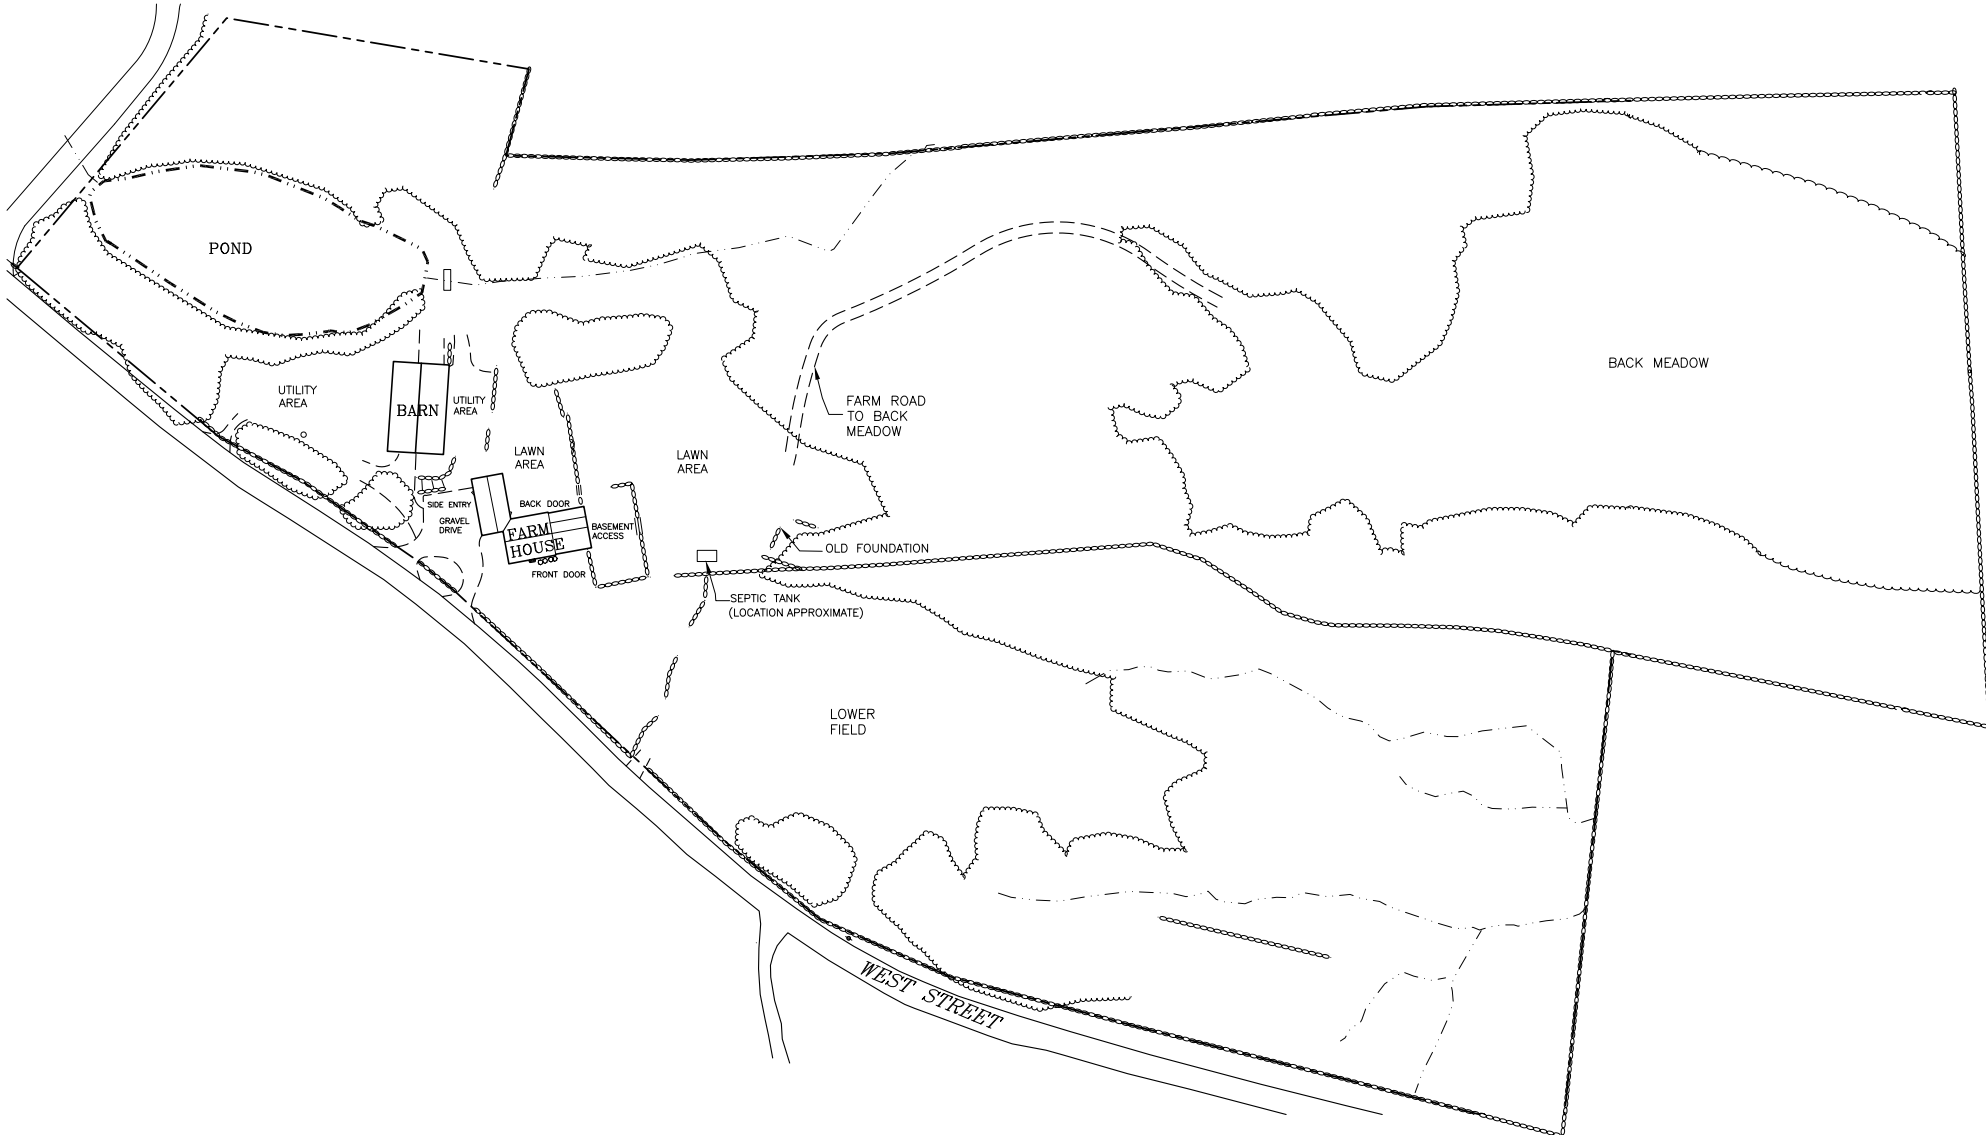 POND
BACK MEADOW
UTILITY
AREA
BARN
UTILITY
AREA
FARM ROAD
TO BACK
MEADOW
LAWN
AREA
LAWN
AREA
SIDE ENTRY
BACK DOOR
GRAVEL
DRIVE
FARM
HOUSE
BASEMENT
ACCESS
OLD FOUNDATION
FRONT DOOR
SEPTIC TANK
(LOCATION APPROXIMATE)
LOWER
FIELD
WEST STREET